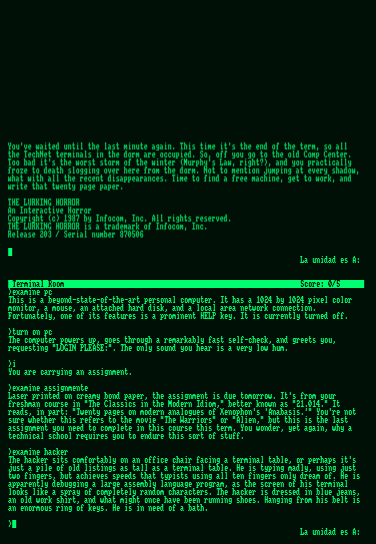 You've waited until the last minute again. This time it's the end of the term, so all
the TechNet terminals in the dorm are occupied. So, off you go to the old Comp Center.
Too bad it's the worst storm of the winter (Murphy's Law, right?), and you practically
froze to death slogging over here from the dorm. Not to mention jumping at every shadow,
what with all the recent disappearances. Time to find a free machine, get to work, and
write that twenty page paper.
THE LURKING HORROR
An Interactive Horror
Copyright (c) 1987 by Infocom, Inc. All rights reserved.
THE LURKING HORROR is a trademark of Infocom, Inc.
Release 203 / Serial number 870506
La unidad es A:
Terminal Room Score: 0/5
>examine pc
This is a beyond-state-of-the-art personal computer. It has a 1024 by 1024 pixel color
monitor, a mouse, an attached hard disk, and a local area network connection.
Fortunately, one of its features is a prominent HELP key. It is currently turned off.
>turn on pc
The computer powers up, goes through a remarkably fast self-check, and greets you,
requesting "LOGIN PLEASE:". The only sound you hear is a very low hum.
>i
You are carrying an assignment.
>examine assignmente
Laser printed on creamy bond paper, the assignment is due tomorrow. It's from your
freshman course in "The Classics in the Modern Idiom," better known as "21.014." It
reads, in part: "Twenty pages on modern analogues of Xenophon's 'Anabasis.'" You're not
sure whether this refers to the movie "The Warriors" or "Alien," but this is the last
assignment you need to complete in this course this term. You wonder, yet again, why a
technical school requires you to endure this sort of stuff.
>examine hacker
The hacker sits comfortably on an office chair facing a terminal table, or perhaps it's
just a pile of old listings as tall as a terminal table. He is typing madly, using just
two fingers, but achieves speeds that typists using all ten fingers only dream of. He is
apparently debugging a large assembly language program, as the screen of his terminal
looks like a spray of completely random characters. The hacker is dressed in blue jeans,
an old work shirt, and what might once have been running shoes. Hanging from his belt is
an enormous ring of keys. He is in need of a bath.
>
La unidad es A: